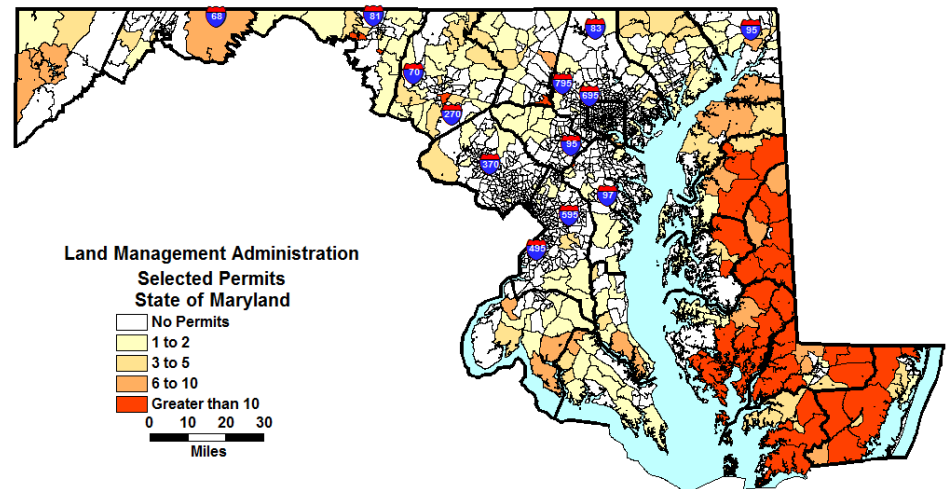 68
81
83
95
70
795
695
270
95
370
97
595
495
Land Management Administration
Selected Permits
State of Maryland
No Permits
1 to 2
3 to 5
6 to 10
Greater than 10
0 10 20 30
Miles